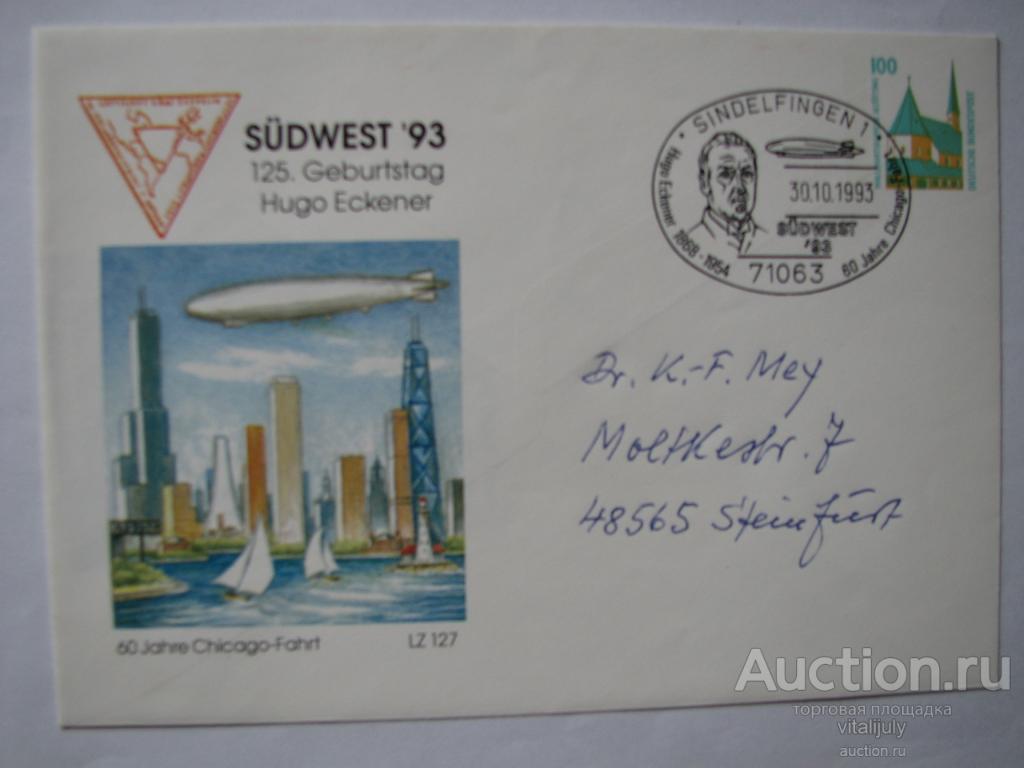 SÜDWEST '93
125. Geburtstag
Hugo Eckener
60 Jahre Chicago-Fahrt
LZ 127
SINDELFINGEN 1
30.10.1993
SÜDWEST
'93
71063
Hugo Eckener 1868-1954
60 Jahre Chicago-Fahrt
100
DEUTSCHE BUNDESPOST
Dr. K.-F. Mey
Moltkestr. 7
48565 Steinfurt
Auction.ru
торговая площадка
vitalijuly
auction.ru